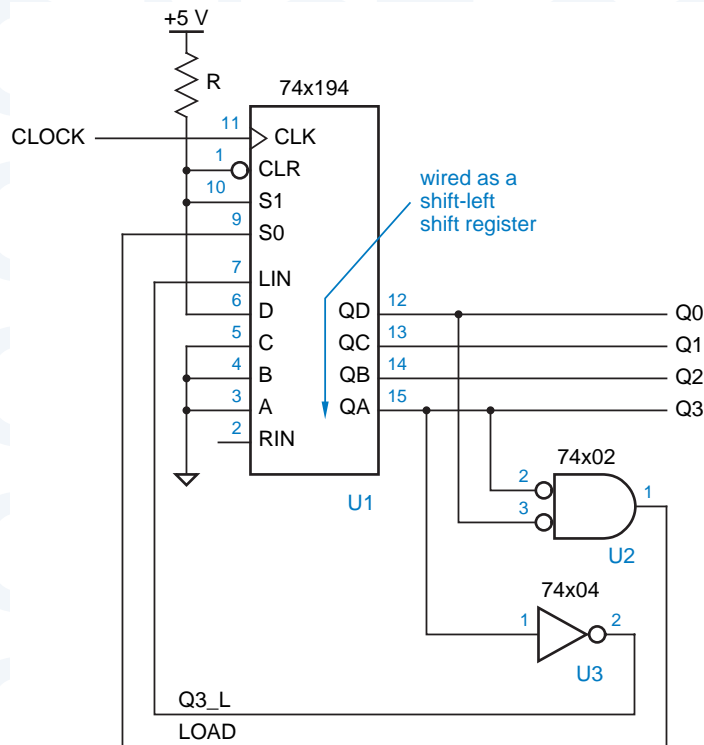 +5 V
R
74x194
CLOCK
11
CLK
1
CLR
10
S1
9
S0
7
LIN
6
D
5
C
4
B
3
A
2
RIN
wired as a
shift-left
shift register
QD
12
Q0
QC
13
Q1
QB
14
Q2
QA
15
Q3
U1
74x02
2
3
1
U2
74x04
1
2
U3
Q3_L
LOAD